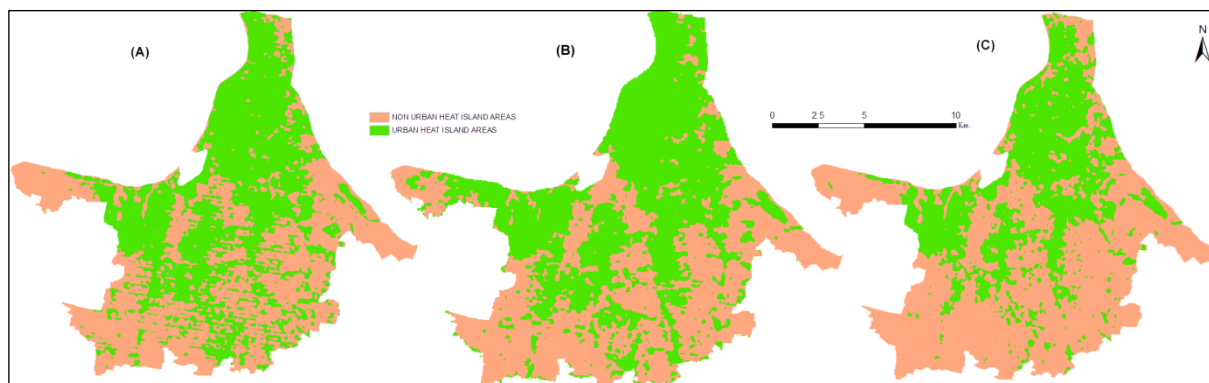 (A)
(B)
(C)
N
NON URBAN HEAT ISLAND AREAS
URBAN HEAT ISLAND AREAS
0 2.5 5 10
Km.